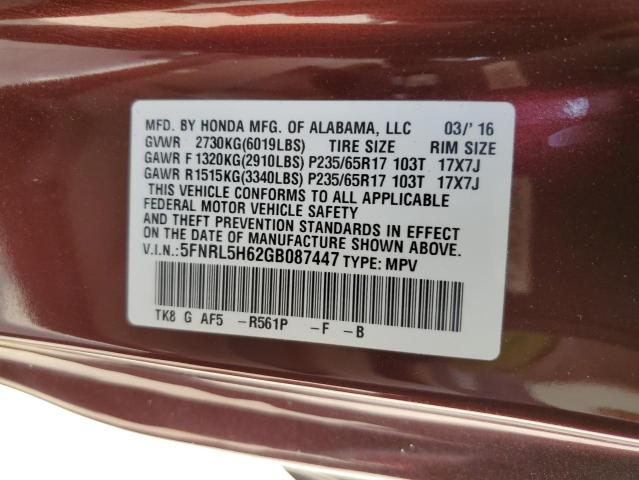 MFD. BY HONDA MFG. OF ALABAMA, LLC 03/' 16
GVWR 2730KG(6019LBS) TIRE SIZE RIM SIZE
GAWR F 1320KG(2910LBS) P235/65R17 103T 17X7J
GAWR R1515KG(3340LBS) P235/65R17 103T 17X7J
THIS VEHICLE CONFORMS TO ALL APPLICABLE
FEDERAL MOTOR VEHICLE SAFETY
AND THEFT PREVENTION STANDARDS IN EFFECT
ON THE DATE OF MANUFACTURE SHOWN ABOVE.
V.I.N.:5FNRL5H62GB087447 TYPE: MPV
TK8 G AF5 -R561P -F -B